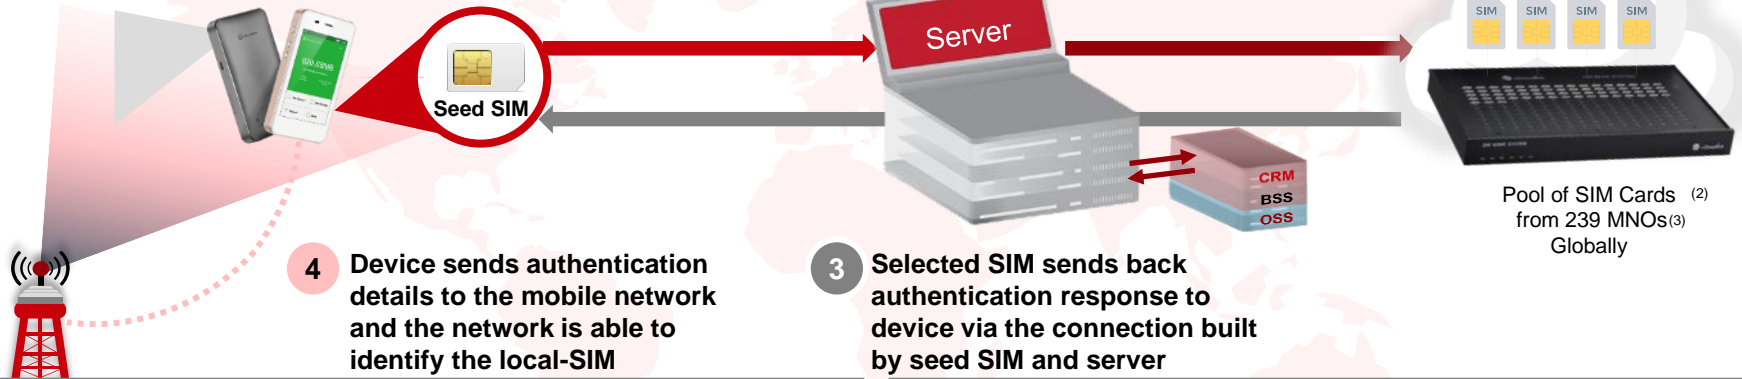 SIM SIM SIM SIM
Server
Seed SIM
CRM
BSS
OSS
Pool of SIM Cards (2)
from 239 MNOs(3)
Globally
4 Device sends authentication
details to the mobile network
and the network is able to
identify the local-SIM
3 Selected SIM sends back
authentication response to
device via the connection built
by seed SIM and server